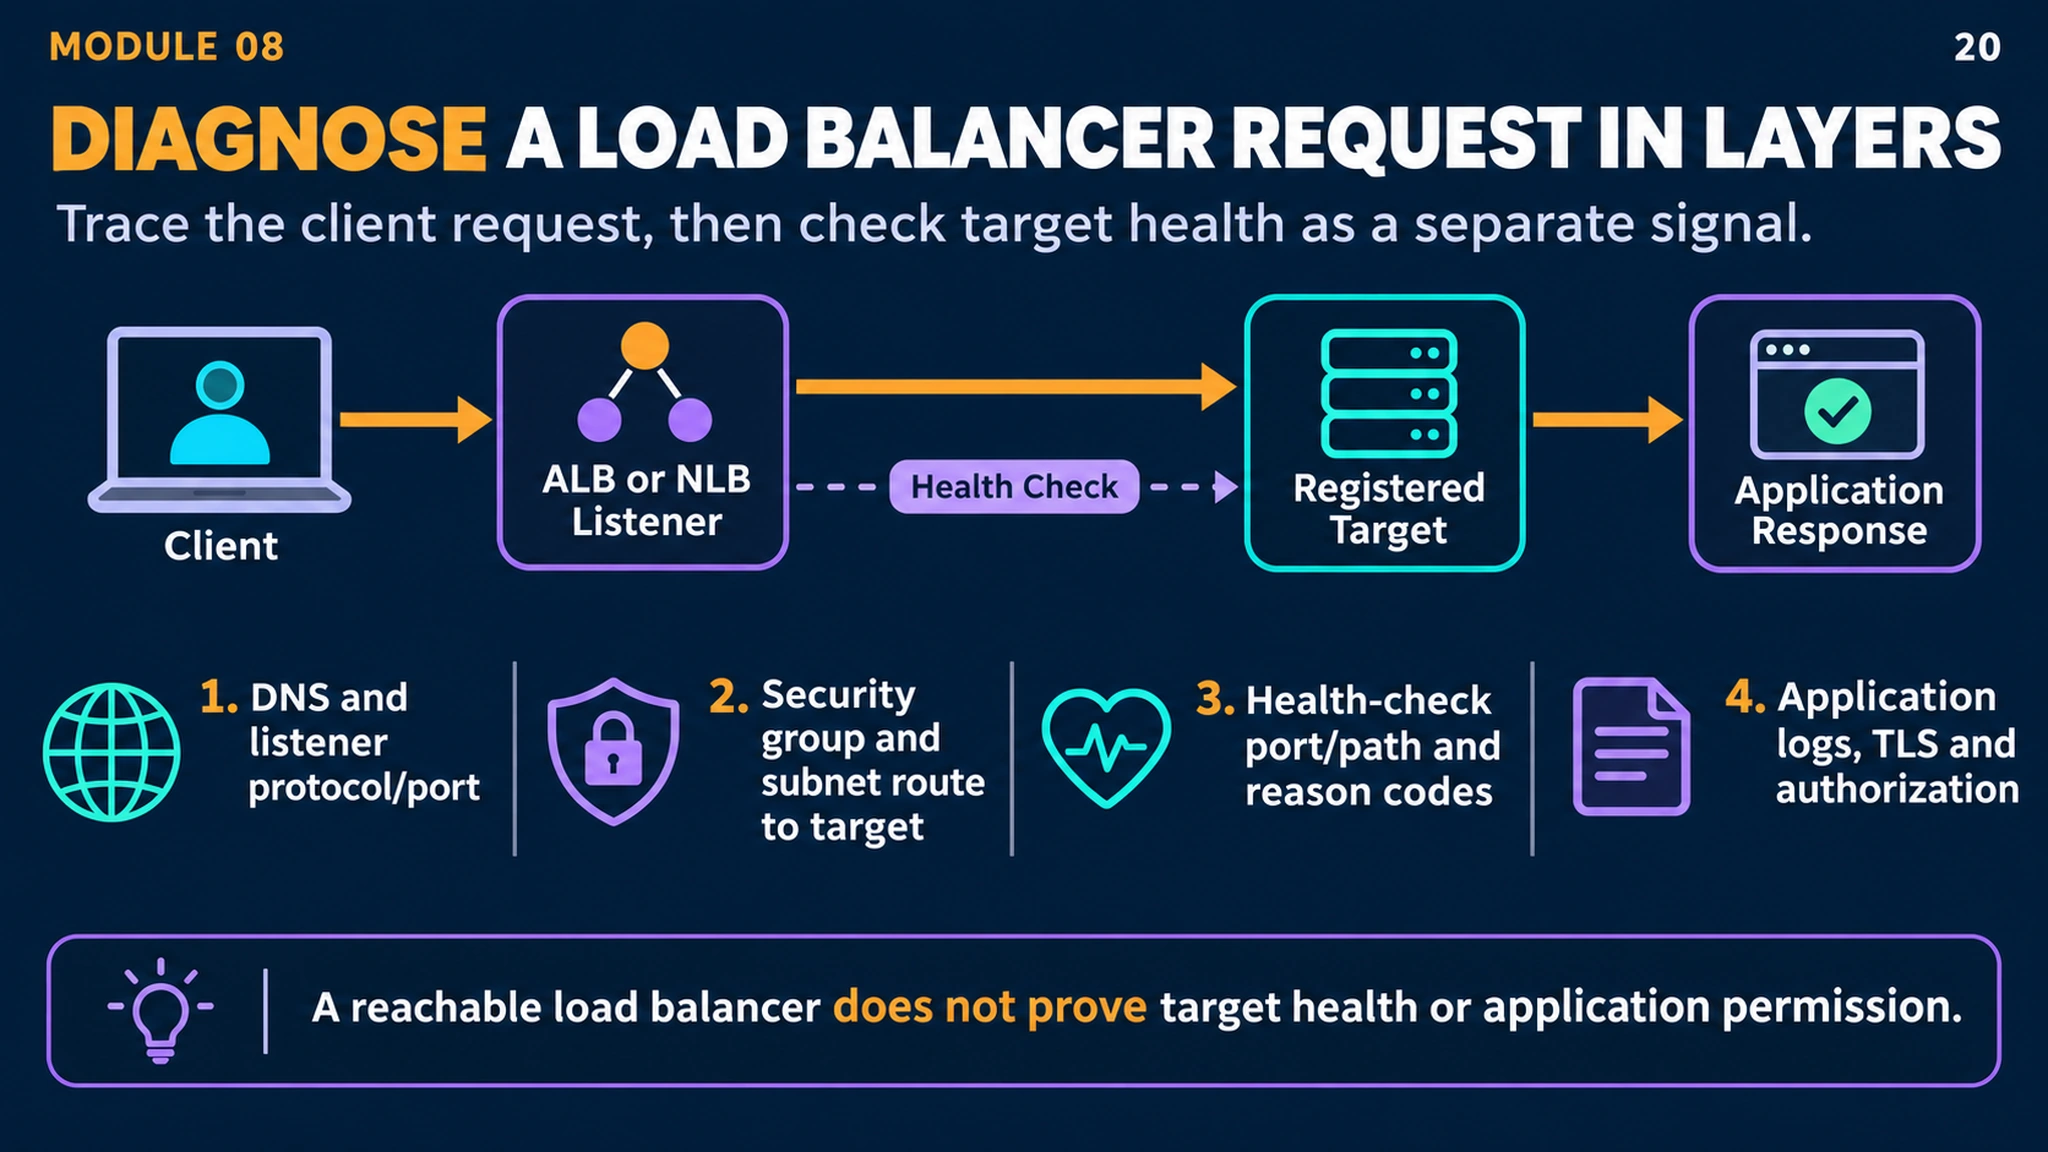 MODULE 08
20
DIAGNOSE A LOAD BALANCER REQUEST IN LAYERS
Trace the client request, then check target health as a separate signal.
Client
ALB or NLB
Listener
Health Check
Registered
Target
Application
Response
1. DNS and
listener
protocol/port
2. Security
group and
subnet route
to target
3. Health-check
port/path and
reason codes
4. Application
logs, TLS and
authorization
A reachable load balancer does not prove target health or application permission.